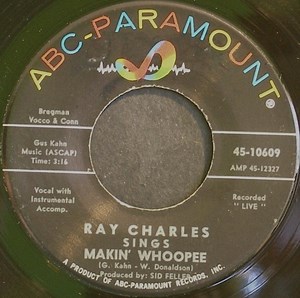 ABC-PARAMOUNT
®
Bregman
Vocco & Conn
Gus Kahn
Music (ASCAP)
Time: 3:16
45-10609
AMP 45-12327
Vocal with
Instrumental
Accomp.
Recorded
"LIVE"
RAY CHARLES
SINGS
MAKIN' WHOOPEE
(G. Kahn - W. Donaldson)
Produced by: SID FELLER
A PRODUCT OF ABC-PARAMOUNT RECORDS, INC.